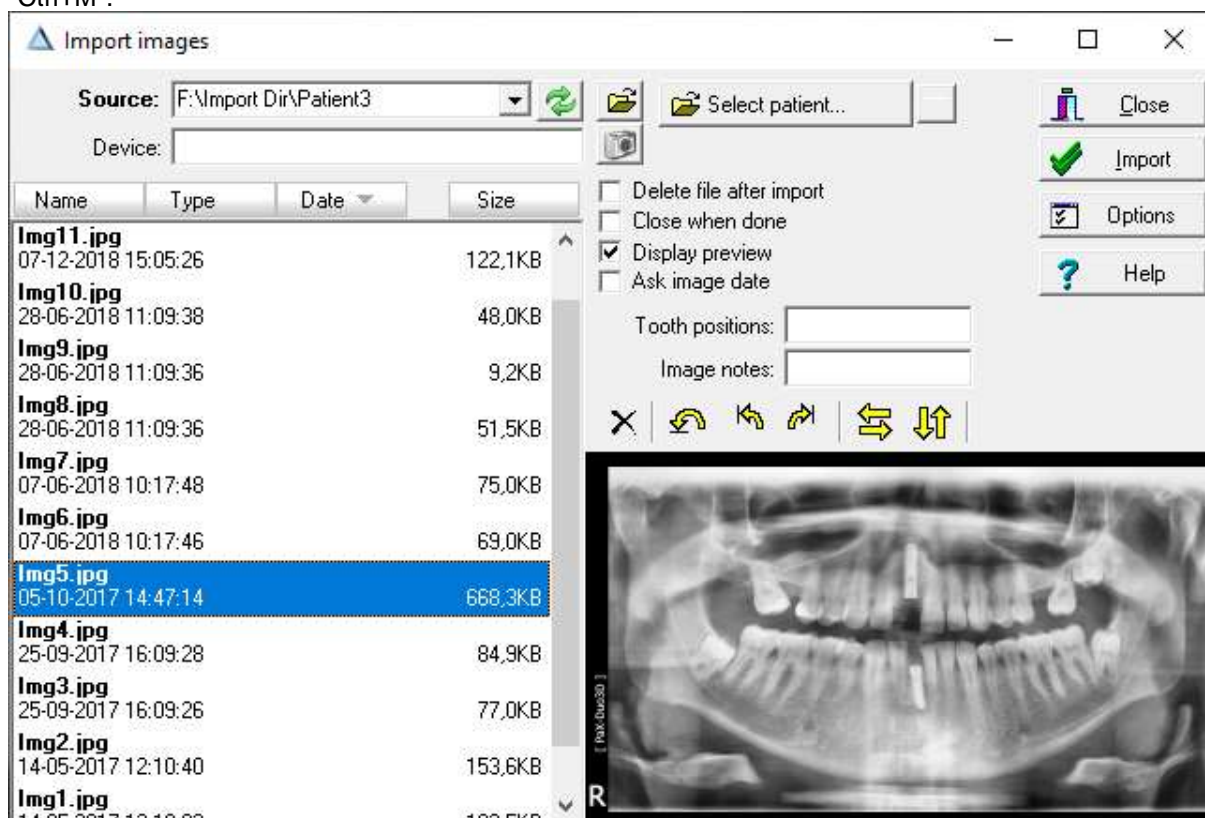 Import images
Source: F:\Import Dir\Patient3
Select patient...
Close
Device:
Import
Name Type Date Size
Delete file after import
Close when done
Options
Display preview
Ask image date
Help
Tooth positions:
Image notes:
Img11.jpg
07-12-2018 15:05:26 122,1KB
Img10.jpg
28-06-2018 11:09:38 48,0KB
Img9.jpg
28-06-2018 11:09:36 9,2KB
Img8.jpg
28-06-2018 11:09:36 51,5KB
Img7.jpg
07-06-2018 10:17:48 75,0KB
Img6.jpg
07-06-2018 10:17:46 69,0KB
Img5.jpg
05-10-2017 14:47:14 668,3KB
Img4.jpg
25-09-2017 16:09:28 84,9KB
Img3.jpg
25-09-2017 16:09:26 77,0KB
Img2.jpg
14-05-2017 12:10:40 153,6KB
Img1.jpg
[ PaX-Duo3D ]
R